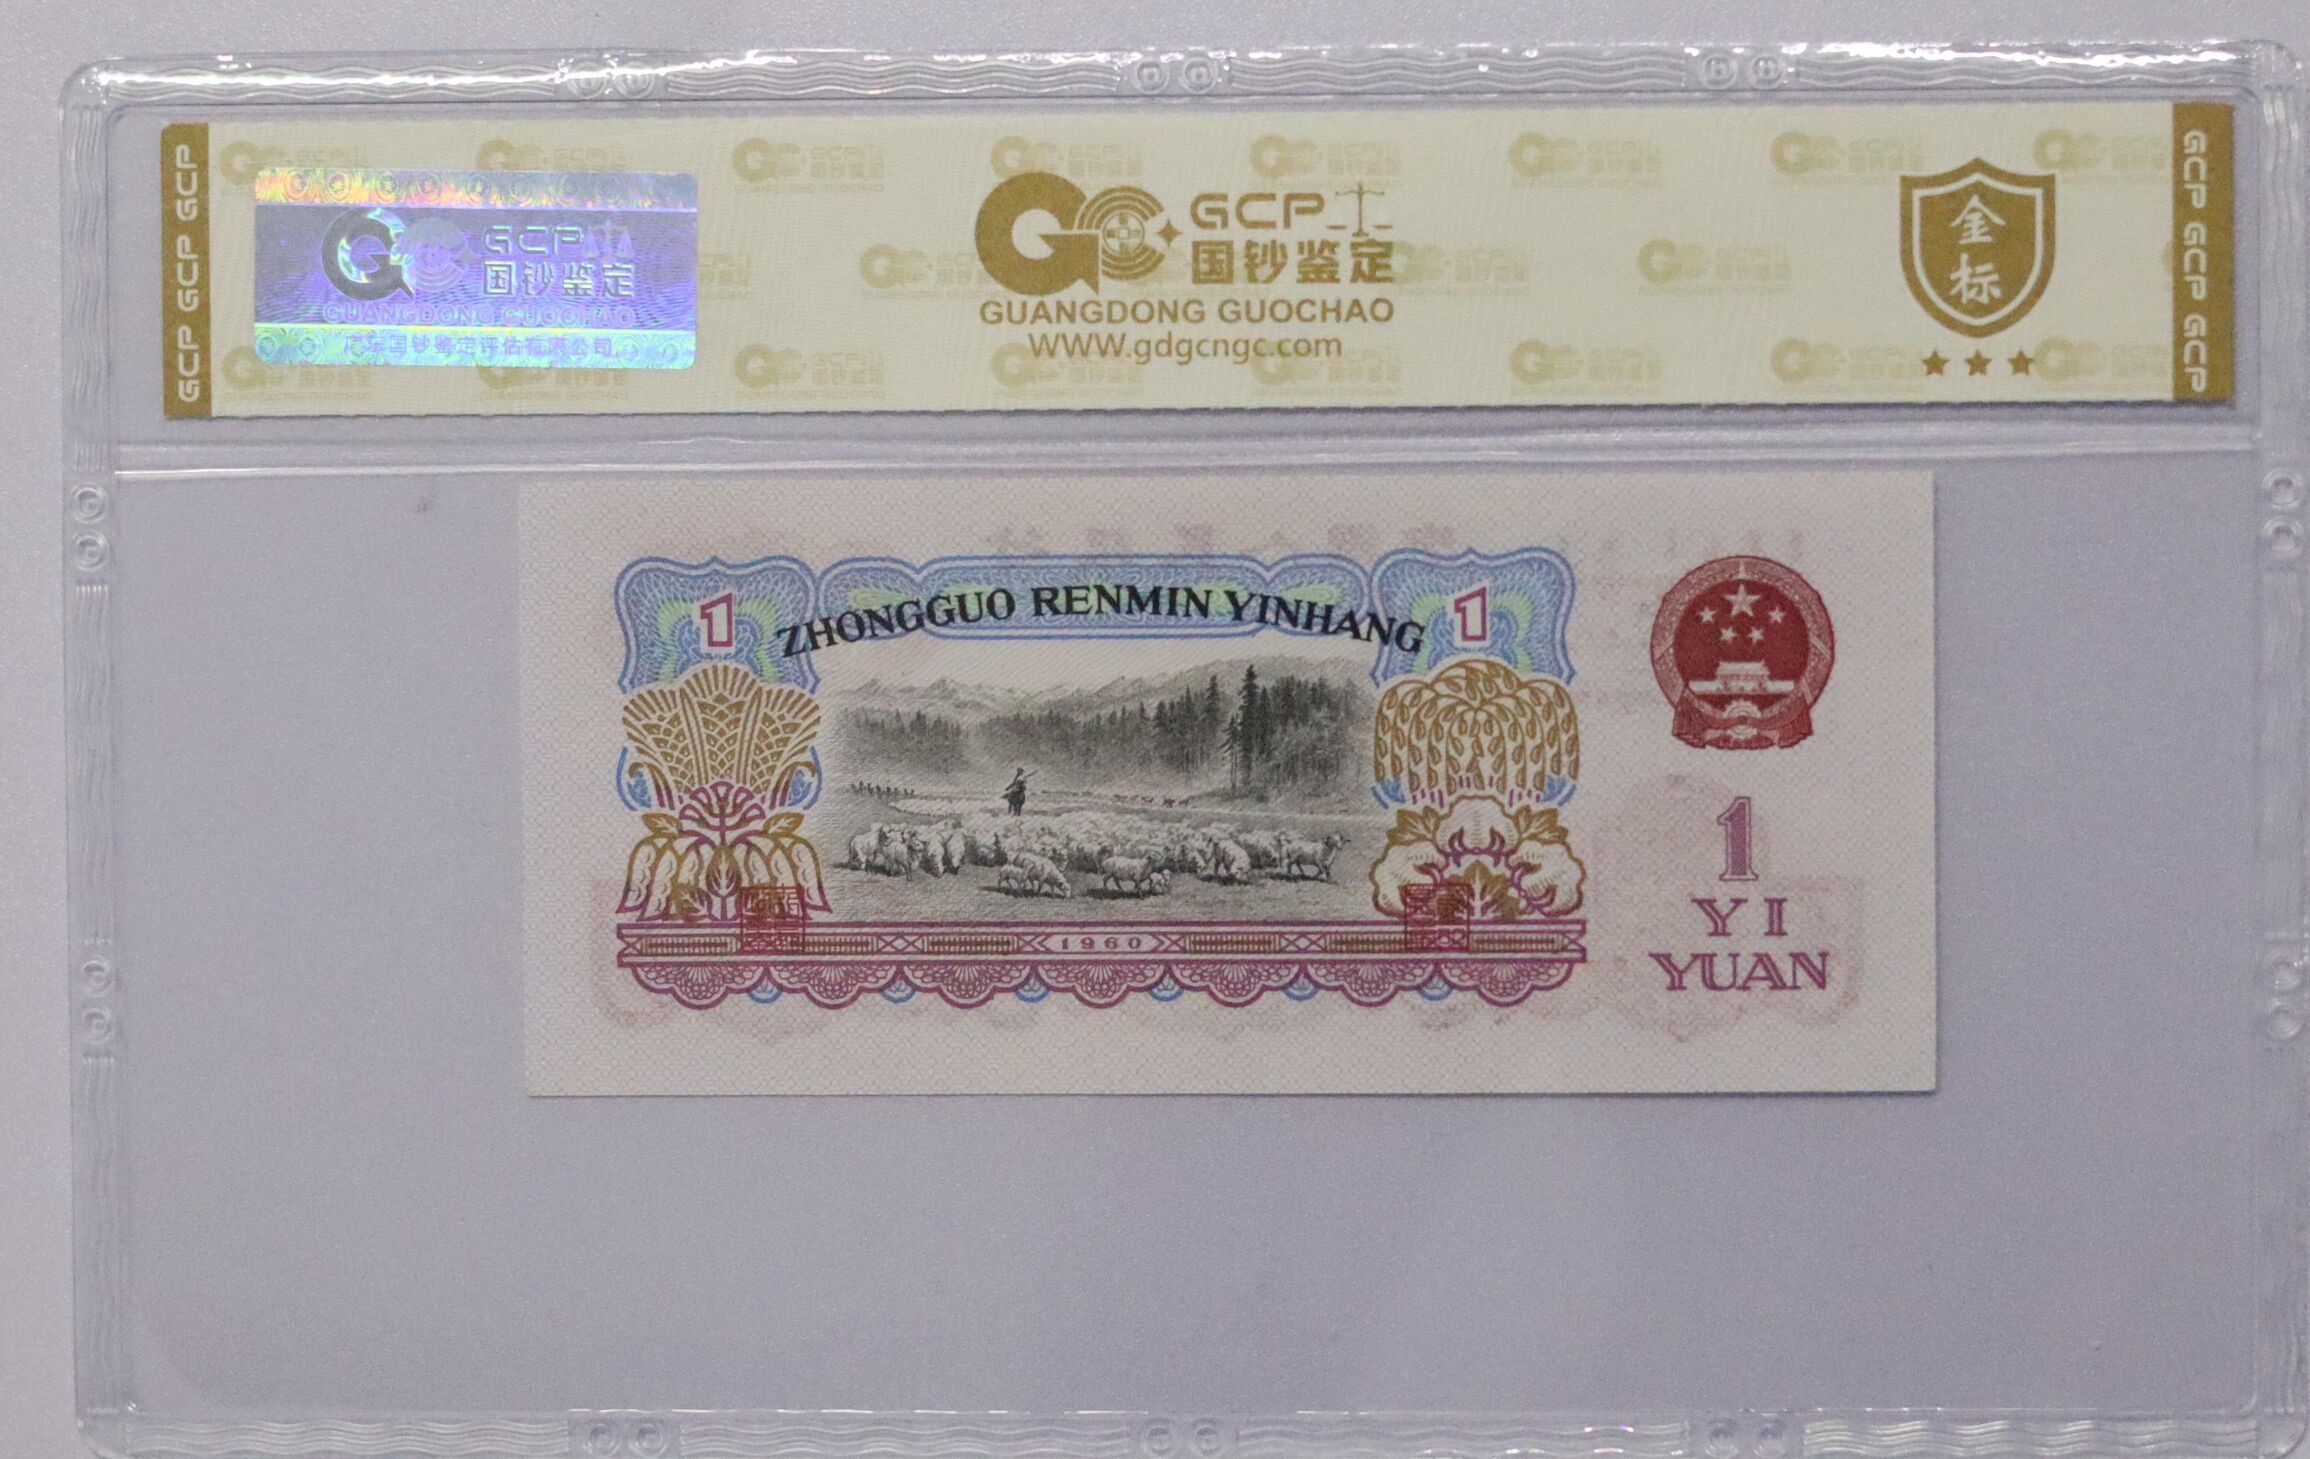 GCP GCP GCP
GCP
国钞鉴定
GUANGDONG GUOCHAO
广东国钞鉴定评估有限公司
GCP
国钞鉴定
GUANGDONG GUOCHAO
www.gdgcngc.com
金
标
GCP GCP GCP
ZHONGGUO RENMIN YINHANG
1
1
1960
1
YI
YUAN